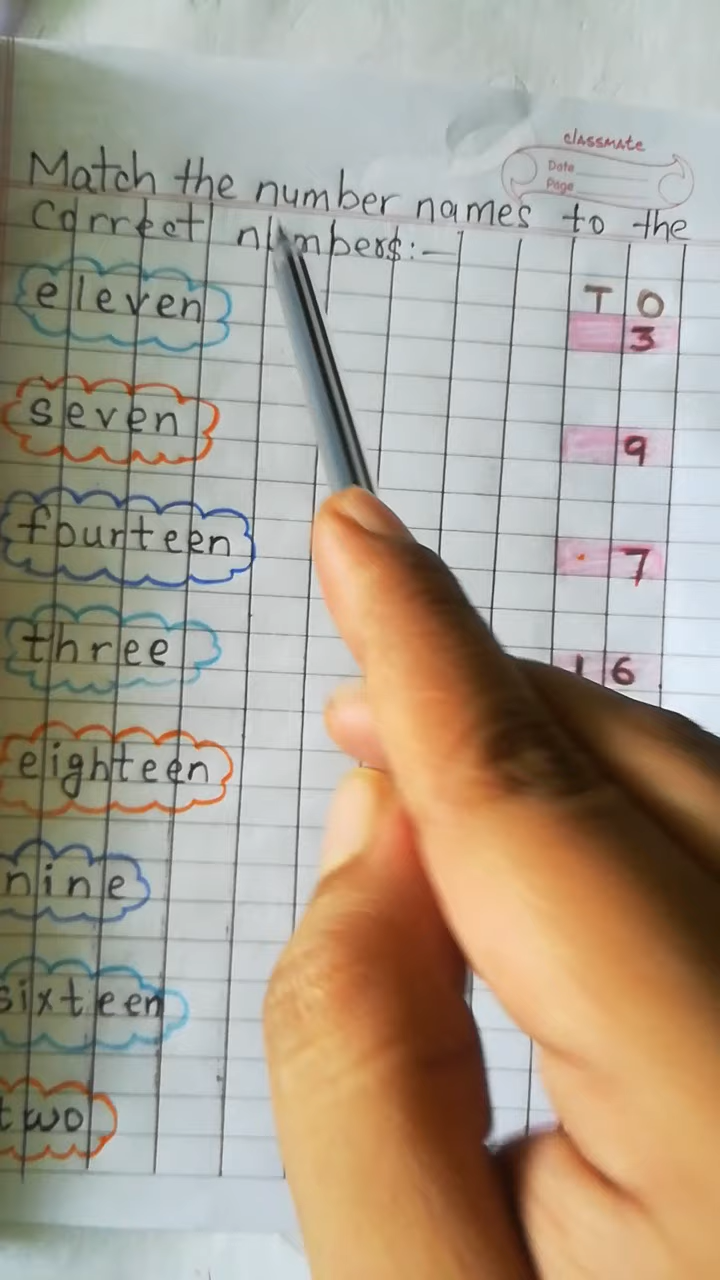 classmate
Date
Page
Match the number names to the
Correct numbers:-
T O
eleven 3
seven 9
fourteen 7
three 16
eighteen
nine
sixteen
two